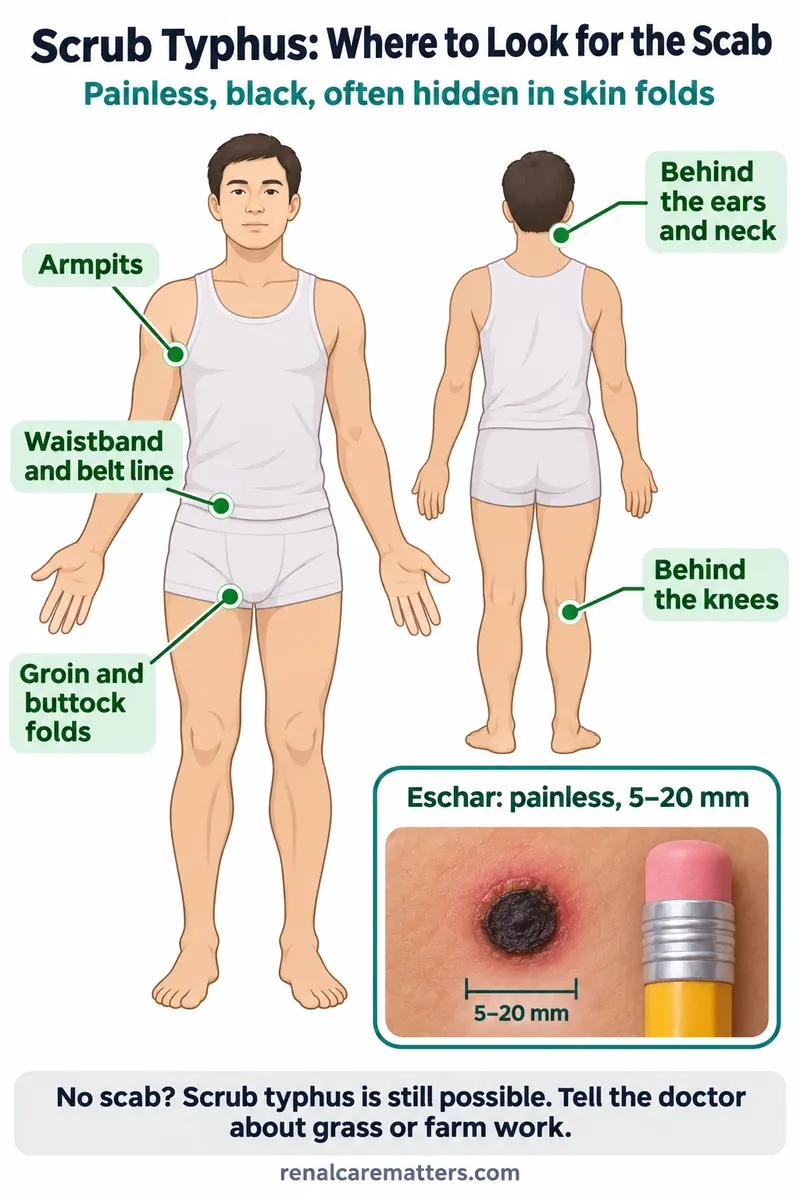 Scrub Typhus: Where to Look for the Scab
Painless, black, often hidden in skin folds
Behind
the ears
and neck
Armpits
Waistband
and belt line
Behind
the knees
Groin and
buttock
folds
Eschar: painless, 5–20 mm
5–20 mm
No scab? Scrub typhus is still possible. Tell the doctor
about grass or farm work.
renalcarematters.com